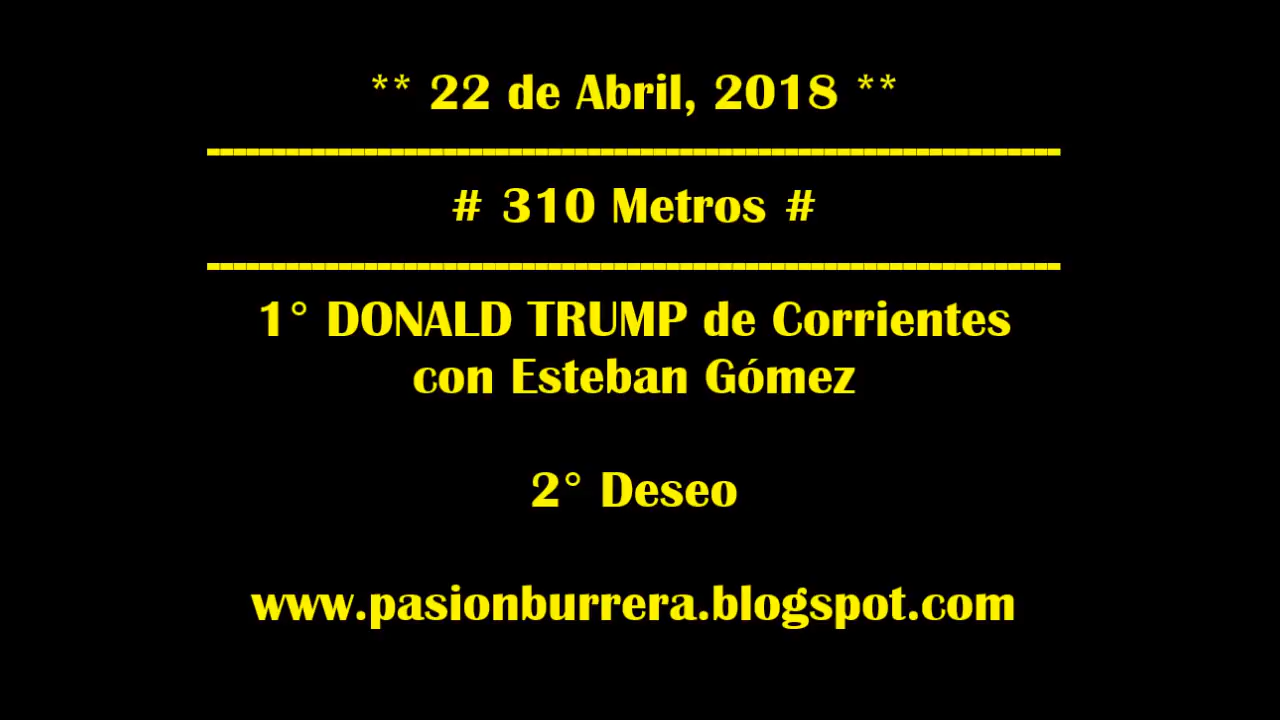 ** 22 de Abril, 2018 **
-----------------------------------------------------------------
# 310 Metros #
-----------------------------------------------------------------
1° DONALD TRUMP de Corrientes
con Esteban Gómez
2° Deseo
www.pasionburrera.blogspot.com